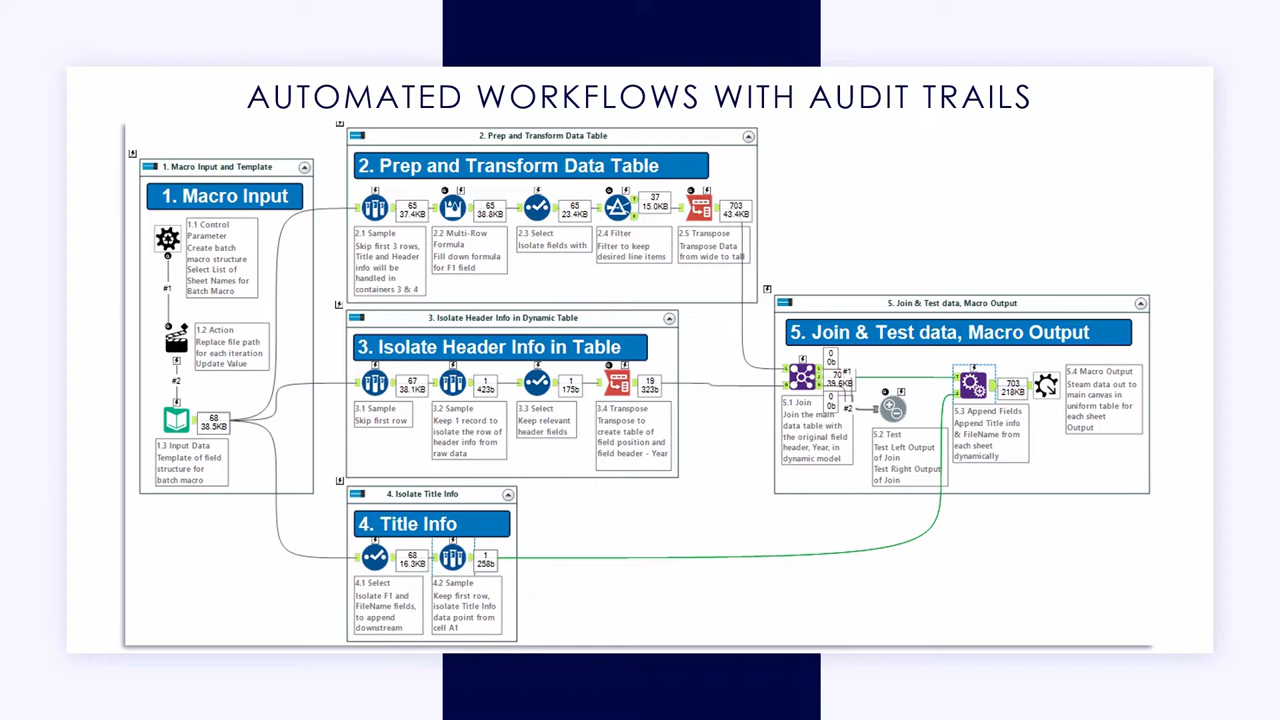 AUTOMATED WORKFLOWS WITH AUDIT TRAILS
1. Macro Input and Template
1. Macro Input
1.1 Control
Parameter
Create batch
macro structure
Select List of
Sheet Names for
Batch Macro
#1
1.2 Action
Replace file path
for each iteration
Update Value
#2
68
38.5KB
1.3 Input Data
Template of field
structure for
batch macro
2. Prep and Transform Data Table
2. Prep and Transform Data Table
65
37.4KB
65
38.8KB
65
23.4KB
37
15.0KB
703
43.4KB
2.1 Sample
Skip first 3 rows,
Title and Header
info will be
handled in
containers 3 & 4
2.2 Multi-Row
Formula
Fill down formula
for F1 field
2.3 Select
Isolate fields with
2.4 Filter
Filter to keep
desired line items
2.5 Transpose
Transpose Data
from wide to tall
3. Isolate Header Info in Dynamic Table
3. Isolate Header Info in Table
67
38.1KB
1
423b
1
175b
19
323b
3.1 Sample
Skip first row
3.2 Sample
Keep 1 record to
isolate the row of
header info from
raw data
3.3 Select
Keep relevant
header fields
3.4 Transpose
Transpose to
create table of
field position and
field header - Year
4. Isolate Title Info
4. Title Info
68
16.3KB
1
258b
4.1 Select
Isolate F1 and
FileName fields,
to append
downstream
4.2 Sample
Keep first row,
isolate Title Info
data point from
cell A1
5. Join & Test data, Macro Output
5. Join & Test data, Macro Output
0
0b
#1
39.6KB
0
0b
#2
703
218KB
5.1 Join
Join the main
data table with
the original field
header, Year, in
dynamic model
5.2 Test
Test Left Output
of Join
Test Right Output
of Join
5.3 Append Fields
Append Title info
& FileName from
each sheet
dynamically
5.4 Macro Output
Steam data out to
main canvas in
uniform table for
each sheet
Output